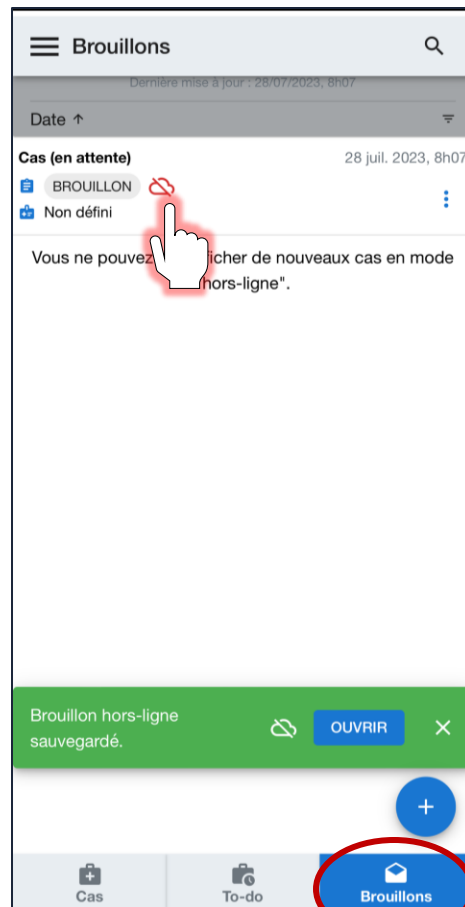 Brouillons
Dernière mise à jour : 28/07/2023, 8h07
Date ↑
Cas (en attente) 28 juil. 2023, 8h07
BROUILLON
Non défini
Vous ne pouvez ficher de nouveaux cas en mode
hors-ligne".
Brouillon hors-ligne
sauvegardé.
OUVRIR
Cas
To-do
Brouillons